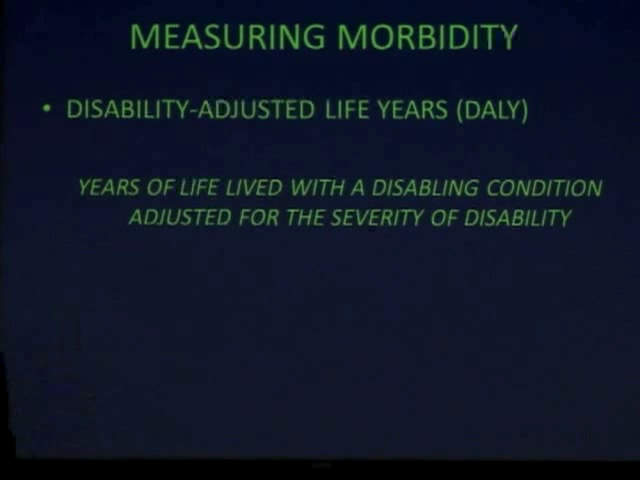 MEASURING MORBIDITY
• DISABILITY-ADJUSTED LIFE YEARS (DALY)
YEARS OF LIFE LIVED WITH A DISABLING CONDITION
ADJUSTED FOR THE SEVERITY OF DISABILITY